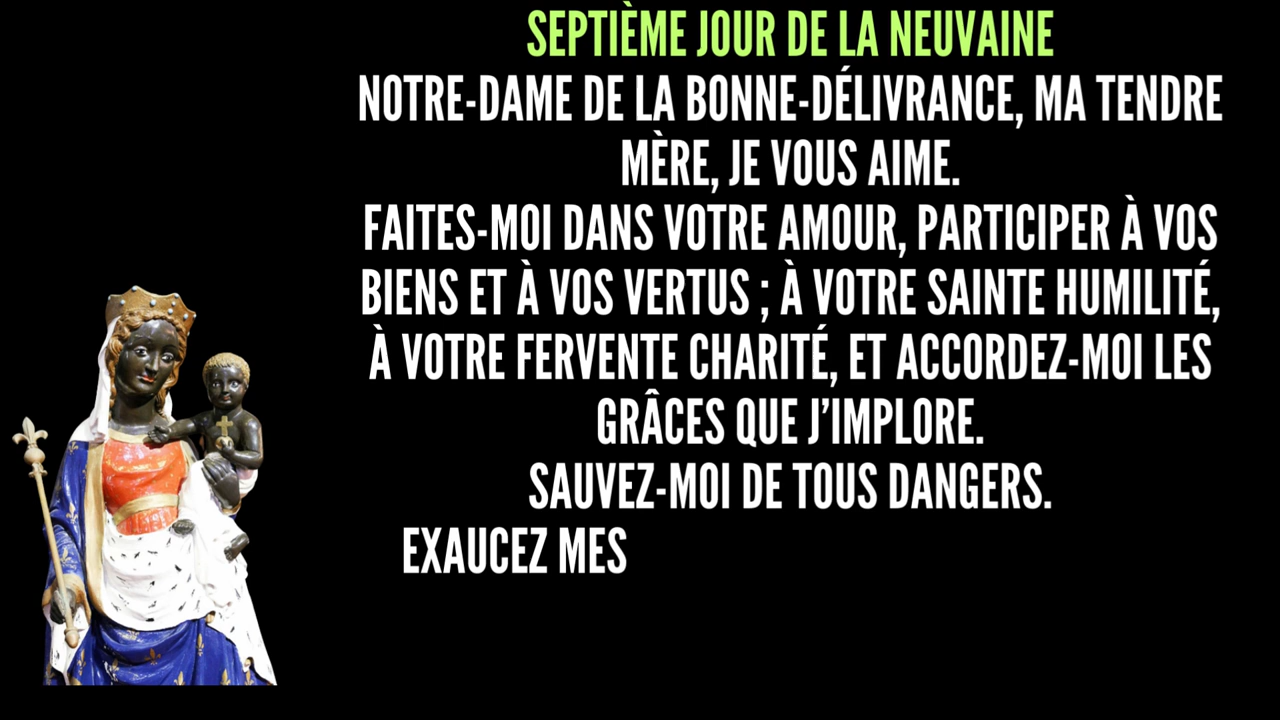 SEPTIÈME JOUR DE LA NEUVAINE
NOTRE-DAME DE LA BONNE-DÉLIVRANCE, MA TENDRE
MÈRE, JE VOUS AIME.
FAITES-MOI DANS VOTRE AMOUR, PARTICIPER À VOS
BIENS ET À VOS VERTUS ; À VOTRE SAINTE HUMILITÉ,
À VOTRE FERVENTE CHARITÉ, ET ACCORDEZ-MOI LES
GRÂCES QUE J’IMPLORE.
SAUVEZ-MOI DE TOUS DANGERS.
EXAUCEZ MES